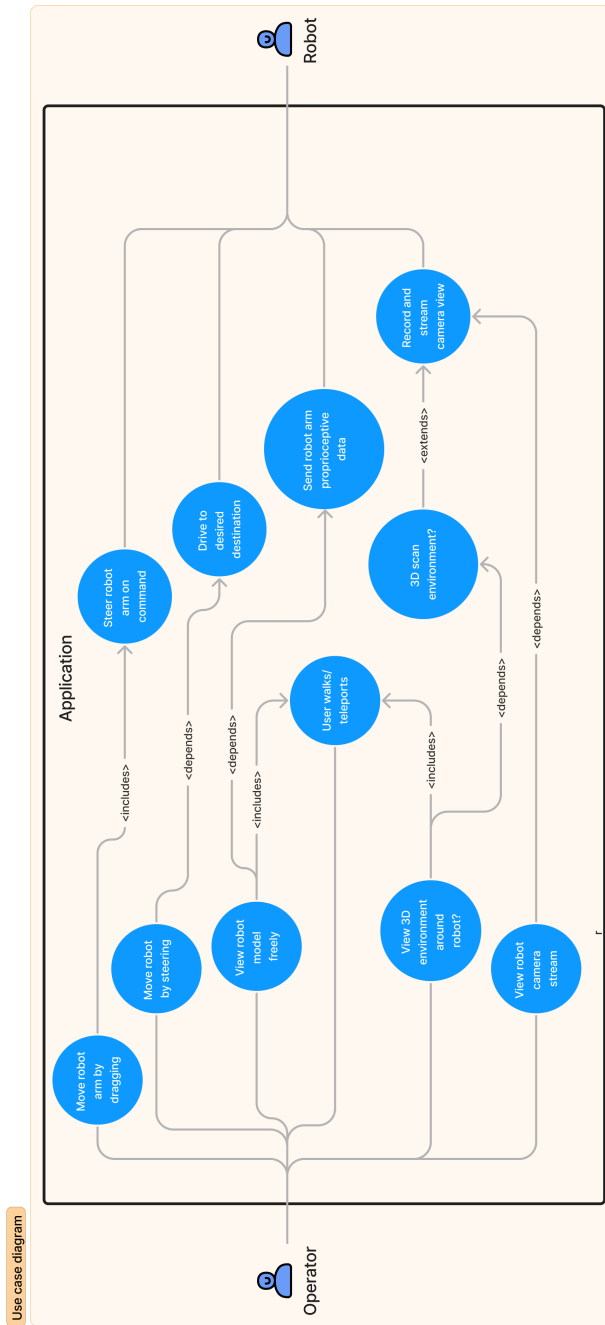 Use case diagram
Operator
Robot
Application
Move robot
arm by
dragging
<includes>
Steer robot
arm on
command
Move robot
by steering
<depends>
Drive to
desired
destination
View robot
model
freely
<depends>
<includes>
Send robot arm
proprioceptive
data
User walks/
teleports
View 3D
environment
around
robot?
<includes>
<depends>
3D scan
environment?
<extends>
Record and
stream
camera view
View robot
camera
stream
<depends>
r